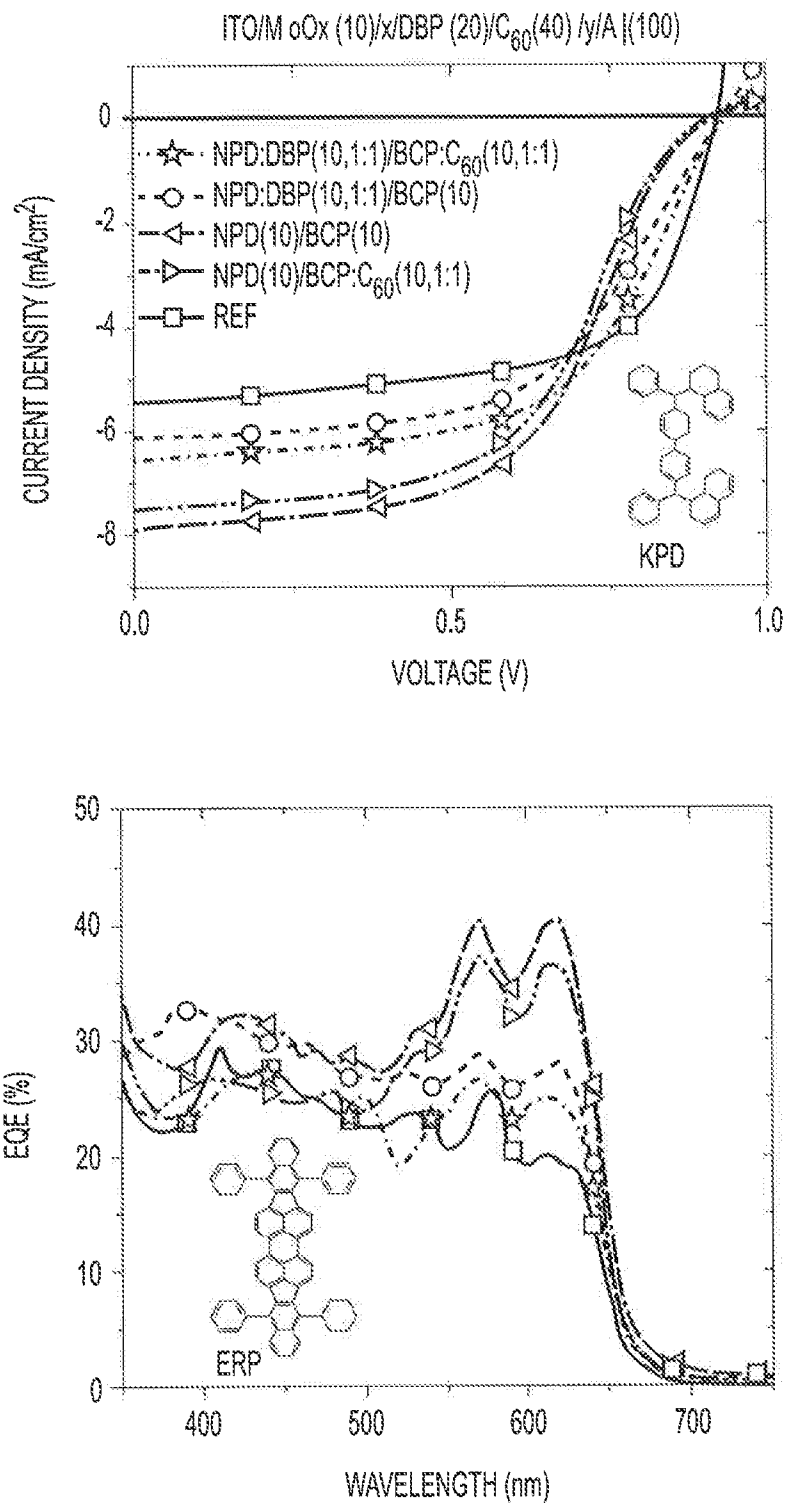 ITO/M oOx (10)/x/DBP (20)/C60(40) /y/A |(100)
0
-2
-4
-6
-8
CURRENT DENSITY (mA/cm2)
NPD:DBP(10,1:1)/BCP:C60(10,1:1)
NPD:DBP(10,1:1)/BCP(10)
NPD(10)/BCP(10)
NPD(10)/BCP:C60(10,1:1)
REF
KPD
0.0 0.5 1.0
VOLTAGE (V)
50
40
30
20
10
0
EQE (%)
ERP
400 500 600 700
WAVELENGTH (nm)